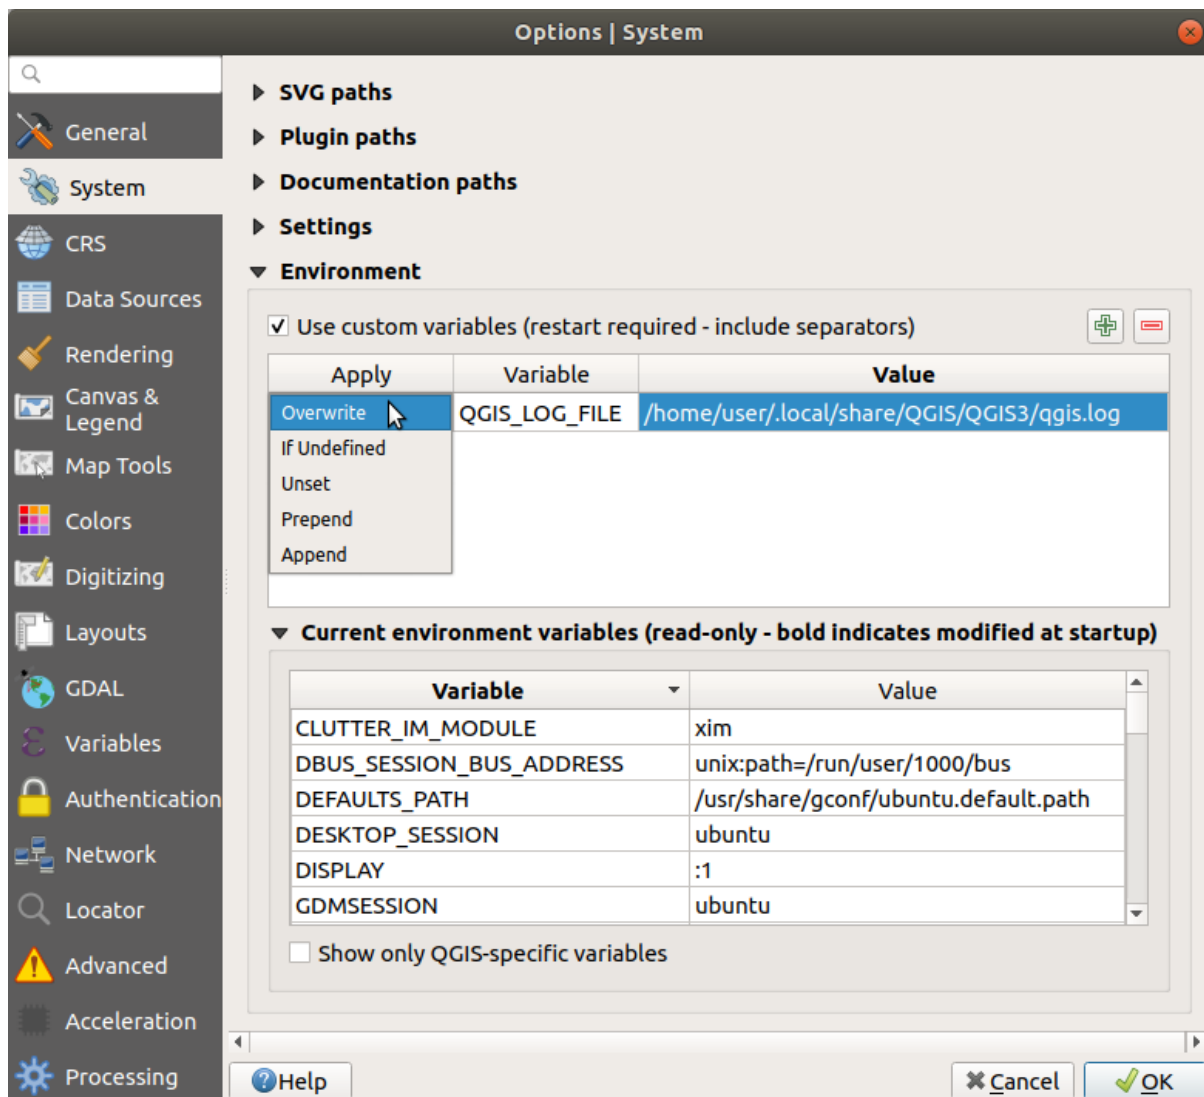 Options | System
General
System
CRS
Data Sources
Rendering
Canvas &
Legend
Map Tools
Colors
Digitizing
Layouts
GDAL
Variables
Authentication
Network
Locator
Advanced
Acceleration
Processing
SVG paths
Plugin paths
Documentation paths
Settings
Environment
Use custom variables (restart required - include separators)
Apply Variable Value
Overwrite QGIS_LOG_FILE /home/user/.local/share/QGIS/QGIS3/qgis.log
If Undefined
Unset
Prepend
Append
Current environment variables (read-only - bold indicates modified at startup)
Variable Value
CLUTTER_IM_MODULE xim
DBUS_SESSION_BUS_ADDRESS unix:path=/run/user/1000/bus
DEFAULTS_PATH /usr/share/gconf/ubuntu.default.path
DESKTOP_SESSION ubuntu
DISPLAY :1
GDMSESSION ubuntu
Show only QGIS-specific variables
Help Cancel OK